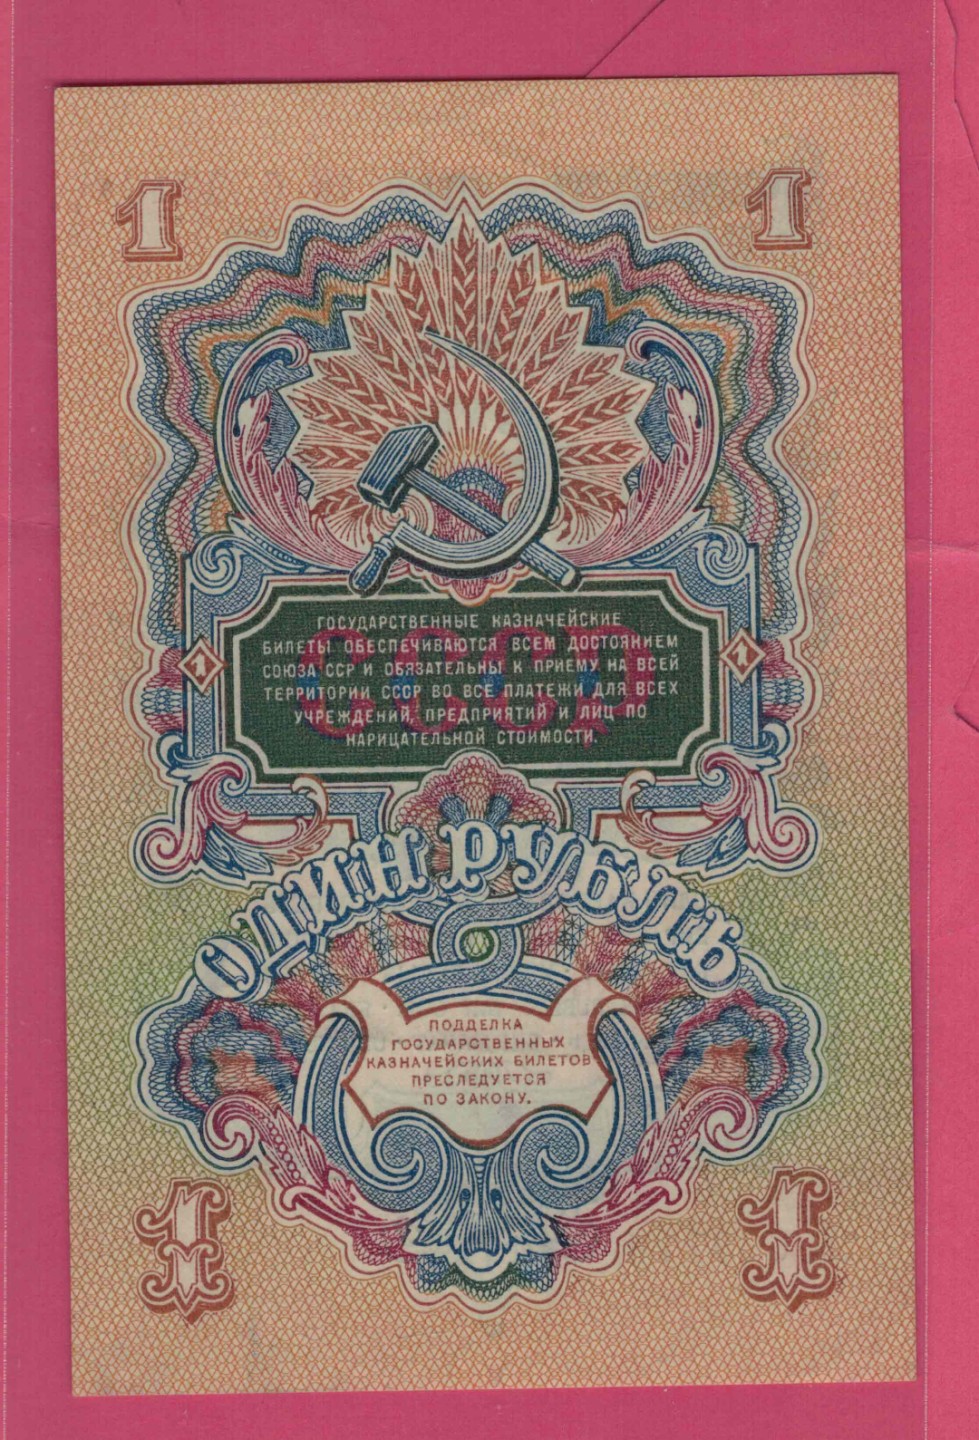 1 1
ГОСУДАРСТВЕННЫЕ КАЗНАЧЕЙСКИЕ
БИЛЕТЫ ОБЕСПЕЧИВАЮТСЯ ВСЕМ ДОСТОЯНИЕМ
СОЮЗА ССР И ОБЯЗАТЕЛЬНЫ К ПРИЕМУ НА ВСЕЙ
ТЕРРИТОРИИ СССР ВО ВСЕ ПЛАТЕЖИ ДЛЯ ВСЕХ
УЧРЕЖДЕНИЙ, ПРЕДПРИЯТИЙ И ЛИЦ ПО
НАРИЦАТЕЛЬНОЙ СТОИМОСТИ.
СССР
1 1
ОДИН РУБЛЬ
ПОДДЕЛКА
ГОСУДАРСТВЕННЫХ
КАЗНАЧЕЙСКИХ БИЛЕТОВ
ПРЕСЛЕДУЕТСЯ
ПО ЗАКОНУ.
1 1